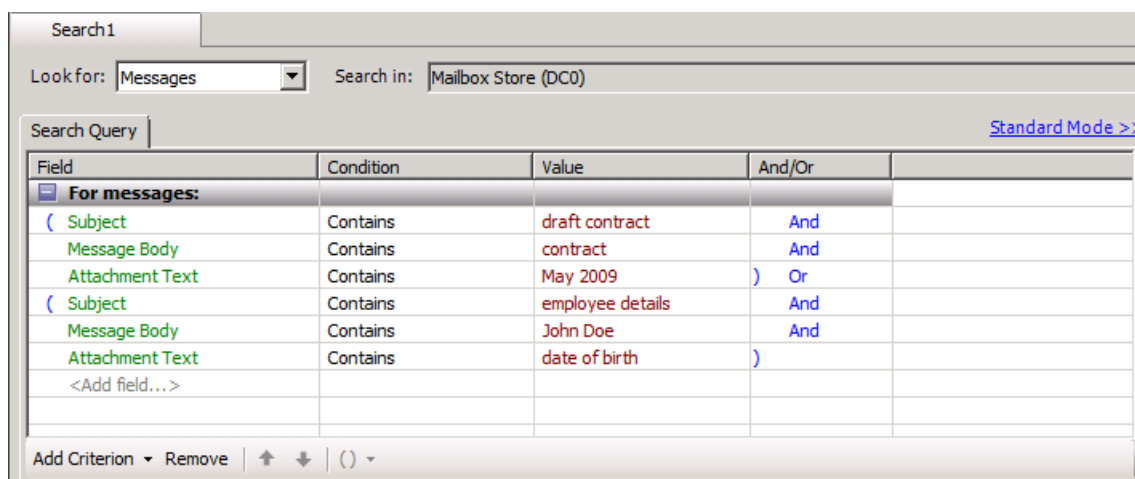 Search1
Look for: Messages Search in: Mailbox Store (DC0)
Search Query Standard Mode >>
Field Condition Value And/Or
For messages:
( Subject Contains draft contract And
Message Body Contains contract And
Attachment Text Contains May 2009 ) Or
( Subject Contains employee details And
Message Body Contains John Doe And
Attachment Text Contains date of birth )
<Add field...>
Add Criterion Remove ()